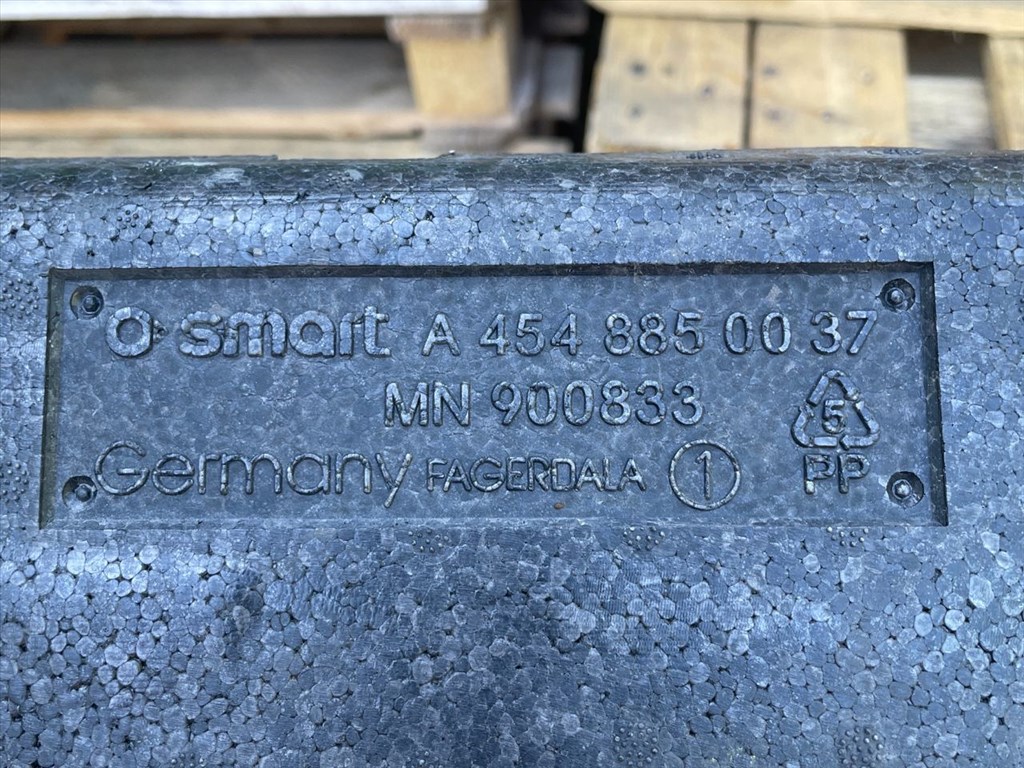 smart A 454 885 00 37
MN 900833
5
Germany FAGERDALA 1
PP